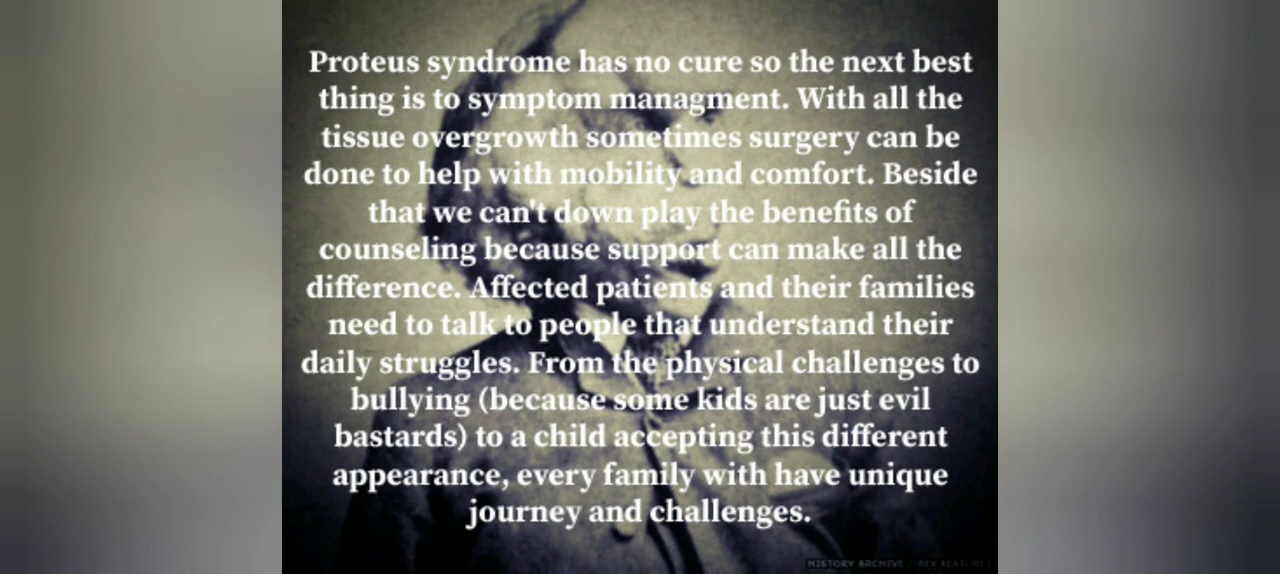 Proteus syndrome has no cure so the next best
thing is to symptom managment. With all the
tissue overgrowth sometimes surgery can be
done to help with mobility and comfort. Beside
that we can't down play the benefits of
counseling because support can make all the
difference. Affected patients and their families
need to talk to people that understand their
daily struggles. From the physical challenges to
bullying (because some kids are just evil
bastards) to a child accepting this different
appearance, every family with have unique
journey and challenges.
HISTORY ARCHIVE / REX FEATURES